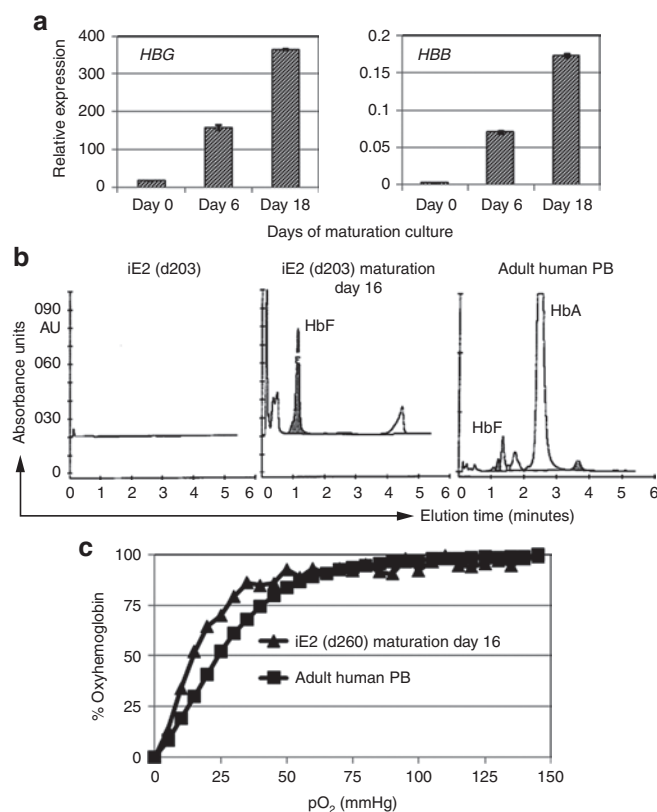 a
HBG
HBB
Relative expression
400
300
200
100
0
0.2
0.15
0.1
0.05
0
Day 0 Day 6 Day 18
Day 0 Day 6 Day 18
Days of maturation culture
b
iE2 (d203)
iE2 (d203) maturation
day 16
Adult human PB
Absorbance units
090
AU
060
030
0
HbF
HbF
HbA
0 1 2 3 4 5 6
0 1 2 3 4 5 6
0 1 2 3 4 5 6
Elution time (minutes)
c
% Oxyhemoglobin
100
75
50
25
0
iE2 (d260) maturation day 16
Adult human PB
0 25 50 75 100 125 150
pO₂ (mmHg)